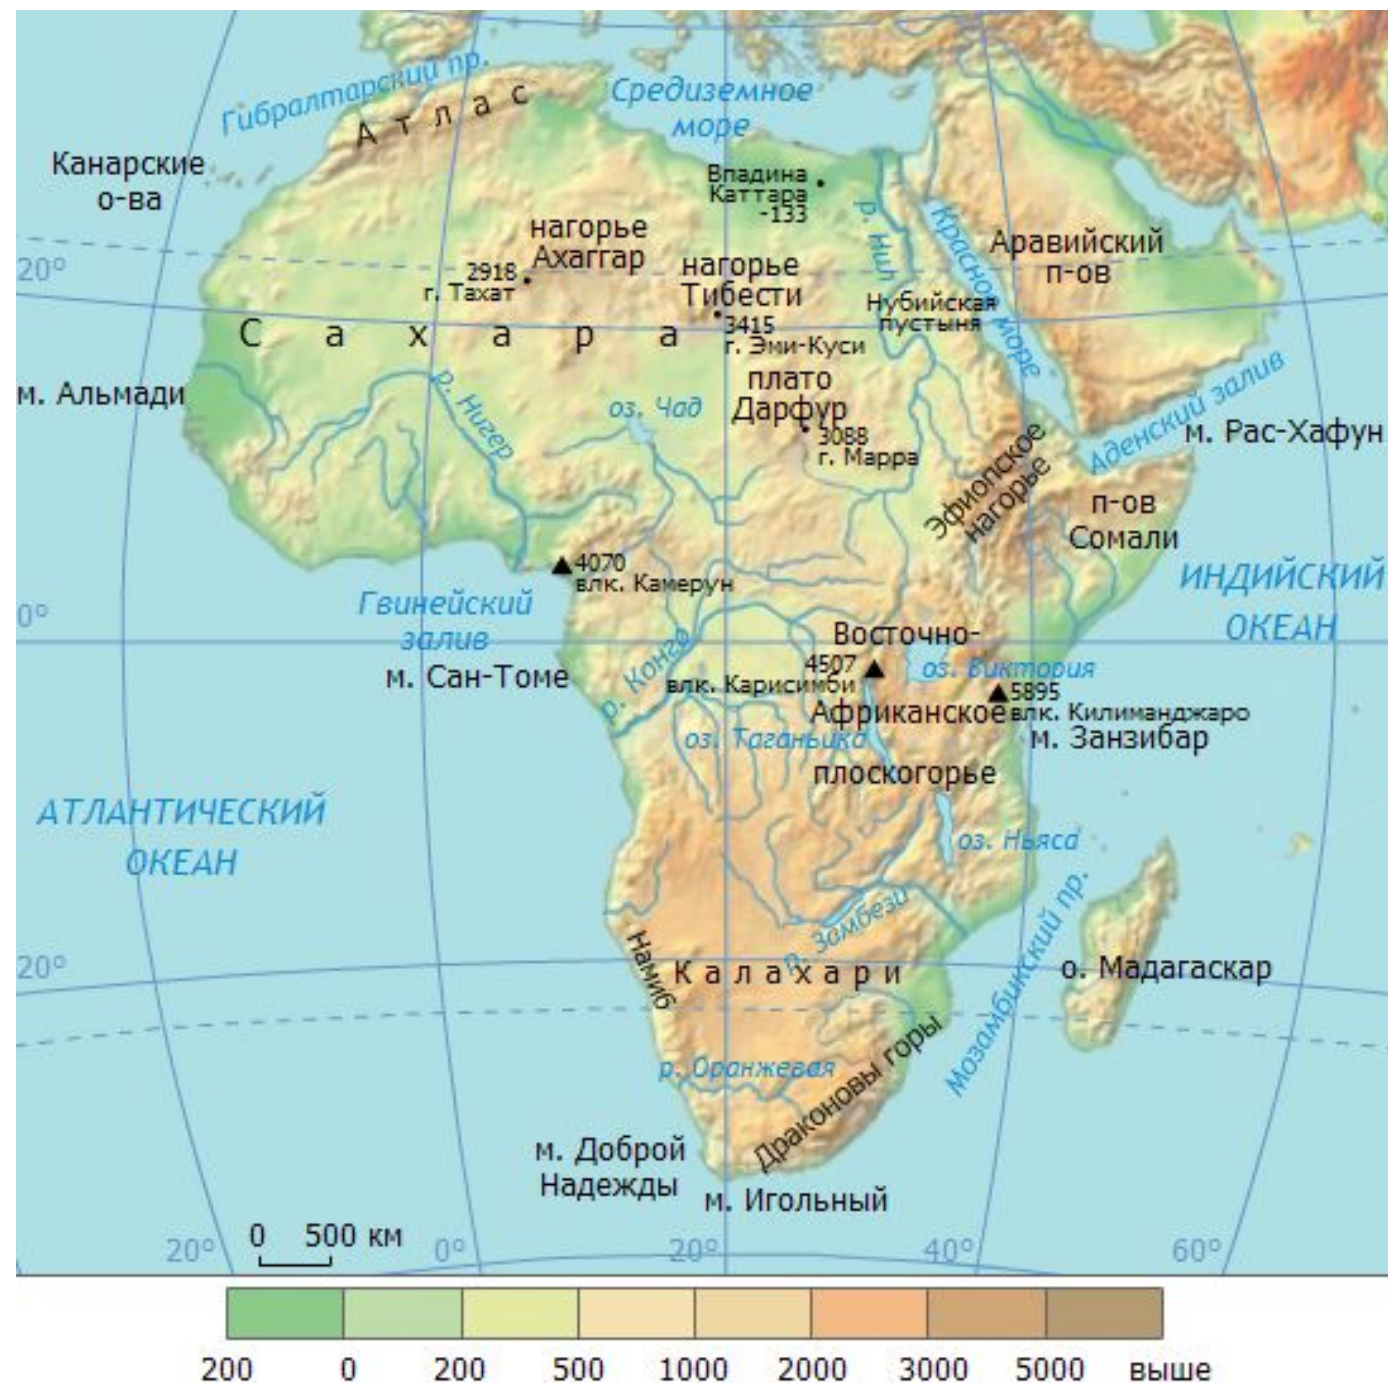 Гибралтарский пр.
Атлас
Средиземное
море
Канарские
о-ва
Впадина
Каттара
-133
р. Нил
Красное море
нагорье
Ахаггар
2918
г. Тахат
нагорье
Тибести
3415
г. Эми-Куси
Аравийский
п-ов
Нубийская
пустыня
20°
Сахара
м. Альмади
р. Нигер
оз. Чад
плато
Дарфур
3088
г. Марра
Аденский залив
м. Рас-Хафун
Эфиопское
нагорье
п-ов
Сомали
4070
влк. Камерун
ИНДИЙСКИЙ
ОКЕАН
Гвинейский
залив
0°
м. Сан-Томе
р. Конго
Восточно-
4507
влк. Карисимби
оз. Виктория
5895
влк. Килиманджаро
Африканское
м. Занзибар
оз. Таганьика
плоскогорье
АТЛАНТИЧЕСКИЙ
ОКЕАН
оз. Ньяса
р. Замбези
Мозамбикский пр.
Намиб
Калахари
20°
о. Мадагаскар
р. Оранжевая
Драконовы горы
м. Доброй
Надежды
м. Игольный
0 500 км
20° 0° 20° 40° 60°
200 0 200 500 1000 2000 3000 5000 выше